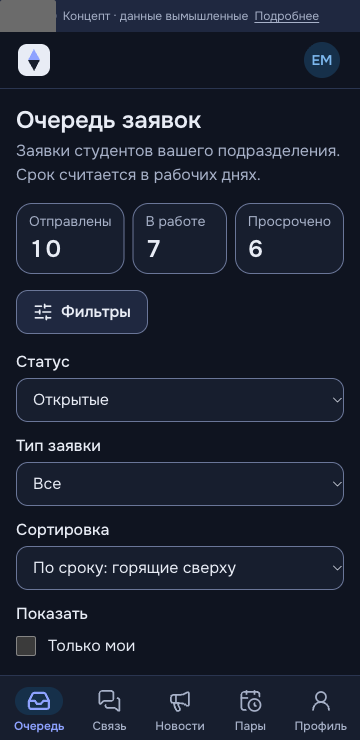 Концепт · данные вымышленные Подробнее
ЕМ
Очередь заявок
Заявки студентов вашего подразделения.
Срок считается в рабочих днях.
Отправлены В работе Просрочено
10 7 6
Фильтры
Статус
Открытые
Тип заявки
Все
Сортировка
По сроку: горящие сверху
Показать
Только мои
Очередь Связь Новости Пары Профиль